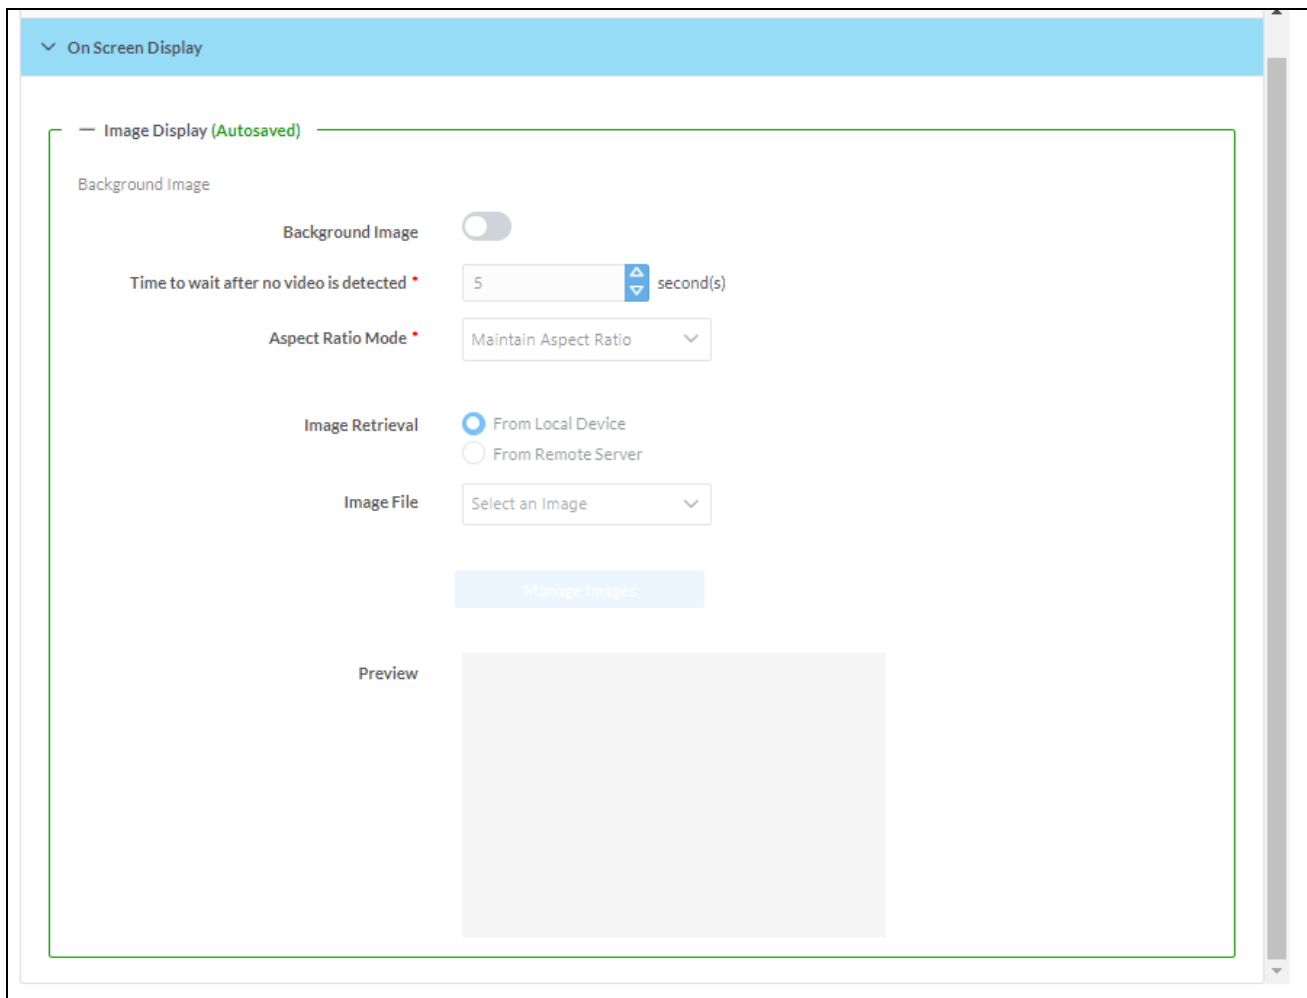 On Screen Display
Image Display (Autosaved)
Background Image
Background Image
Time to wait after no video is detected * 5 second(s)
Aspect Ratio Mode * Maintain Aspect Ratio
Image Retrieval From Local Device
From Remote Server
Image File Select an Image
Manage Images
Preview